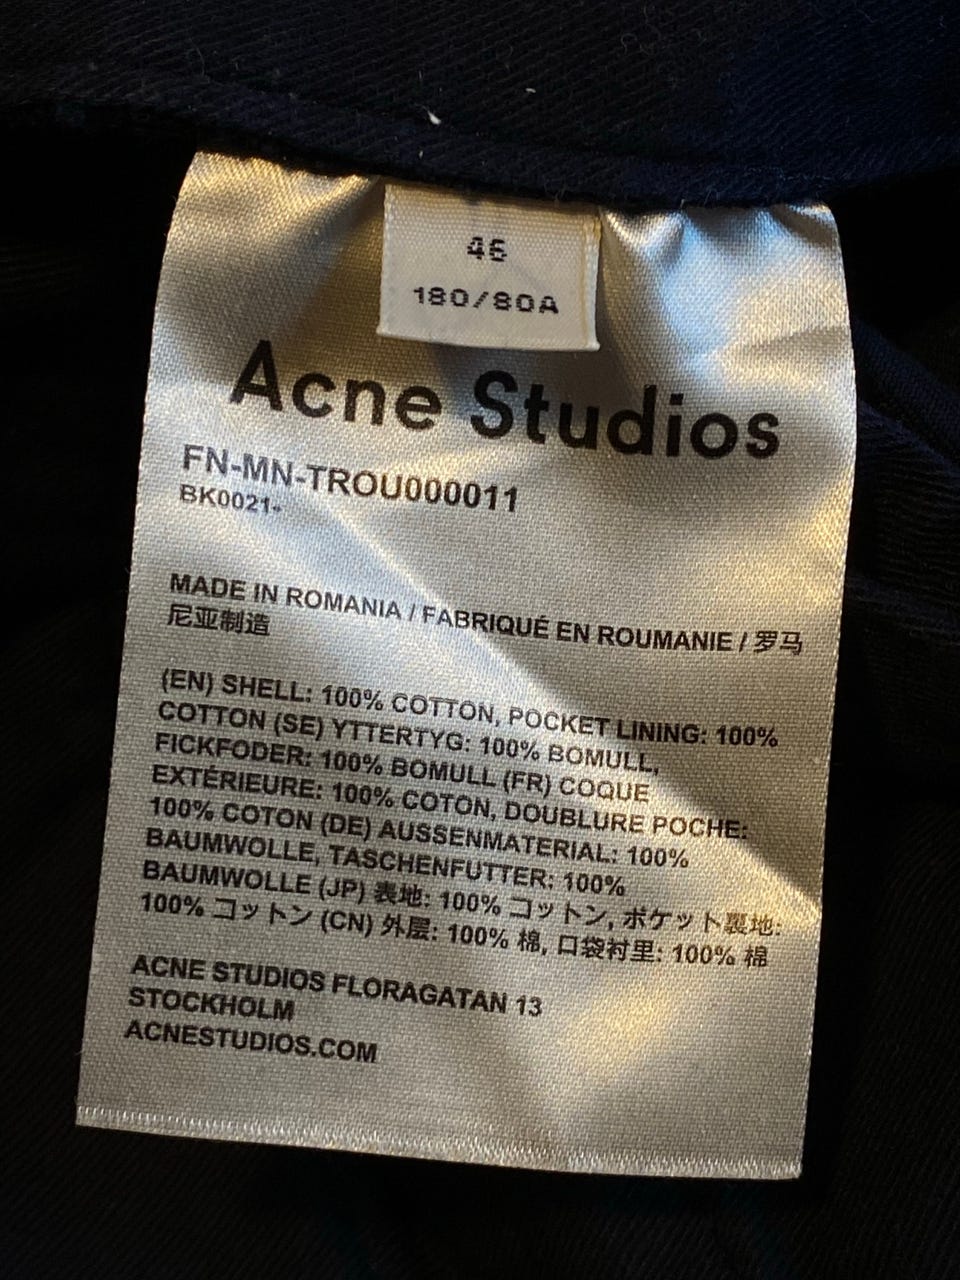 46
180/80A
Acne Studios
FN-MN-TROU000011
BK0021-
MADE IN ROMANIA / FABRIQUÉ EN ROUMANIE / 罗马
尼亚制造
(EN) SHELL: 100% COTTON, POCKET LINING: 100%
COTTON (SE) YTTERTYG: 100% BOMULL,
FICKFODER: 100% BOMULL (FR) COQUE
EXTÉRIEURE: 100% COTON, DOUBLURE POCHE:
100% COTON (DE) AUSSENMATERIAL: 100%
BAUMWOLLE, TASCHENFUTTER: 100%
BAUMWOLLE (JP) 表地: 100% コットン, ポケット裏地:
100% コットン (CN) 外层: 100% 棉, 口袋衬里: 100% 棉
ACNE STUDIOS FLORAGATAN 13
STOCKHOLM
ACNESTUDIOS.COM